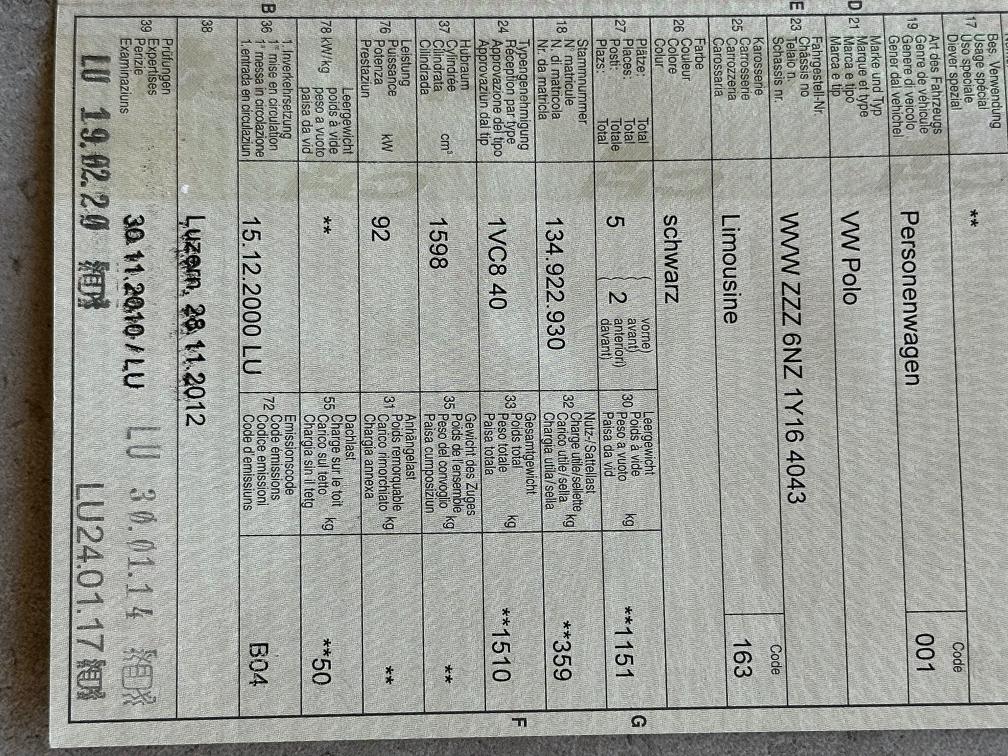 17 Bes. Verwendung
Usage spécial
Uso speciale
Diever spezial
**
19 Art des Fahrzeugs
Genre de véhicule
Genere di veicolo
Gener dal vehichel
Personenwagen
Code
001
D 21 Marke und Typ
Marque et type
Marca e tipo
Marca e tip
VW Polo
E 23 Fahrgestell-Nr.
Châssis no
Telaio n.
Schassis nr.
WVW ZZZ 6NZ 1Y16 4043
25 Karosserie
Carrosserie
Carrozzeria
Carrossaria
Limousine
Code
163
26 Farbe
Couleur
Colore
Colur
schwarz
27 Plätze: Total
Places: Total
Posti: Totale
Plazs: Total
5
2
vorne)
avant)
anteriori)
davant)
30 Leergewicht
Poids à vide
Peso a vuoto
Paisa da vid
kg
**1151
G
18 Stammnummer
N° matricule
N. di matricola
Nr. da matricla
134.922.930
32 Nutz-/Sattellast
Charge utile/sellette
Carico utile/sella
Chargia utila/sella
kg
**359
24 Typengenehmigung
Réception par type
Approvazione del tipo
Approvaziun dal tip
1VC8 40
33 Gesamtgewicht
Poids total
Peso totale
Paisa totala
kg
**1510
F
37 Hubraum
Cylindrée
Cilindrata
Cilindrada
cm³
1598
35 Gewicht des Zuges
Poids de l'ensemble
Peso del convoglio
Paisa cumposiziun
kg
**
76 Leistung
Puissance
Potenza
Prestaziun
kW
92
31 Anhängelast
Poids remorquable
Carico rimorchiato
Chargia annexa
kg
**
78 kW/kg
Leergewicht
poids à vide
peso a vuoto
paisa da vid
**
55 Dachlast
Charge sur le toit
Carico sul tetto
Chargia sin il tetg
kg
**50
B 36 1. Inverkehrsetzung
1re mise en circulation
1a messa in circolazione
1. entrada en circulaziun
15.12.2000 LU
72 Emissionscode
Code émissions
Codice emissioni
Code d'emissiuns
B04
38
Luzern, 28.11.2012
39 Prüfungen
Expertises
Perizie
Examinaziuns
30.11.2010/LU
LU 30.01.14
LU 19.02.20
LU24.01.17